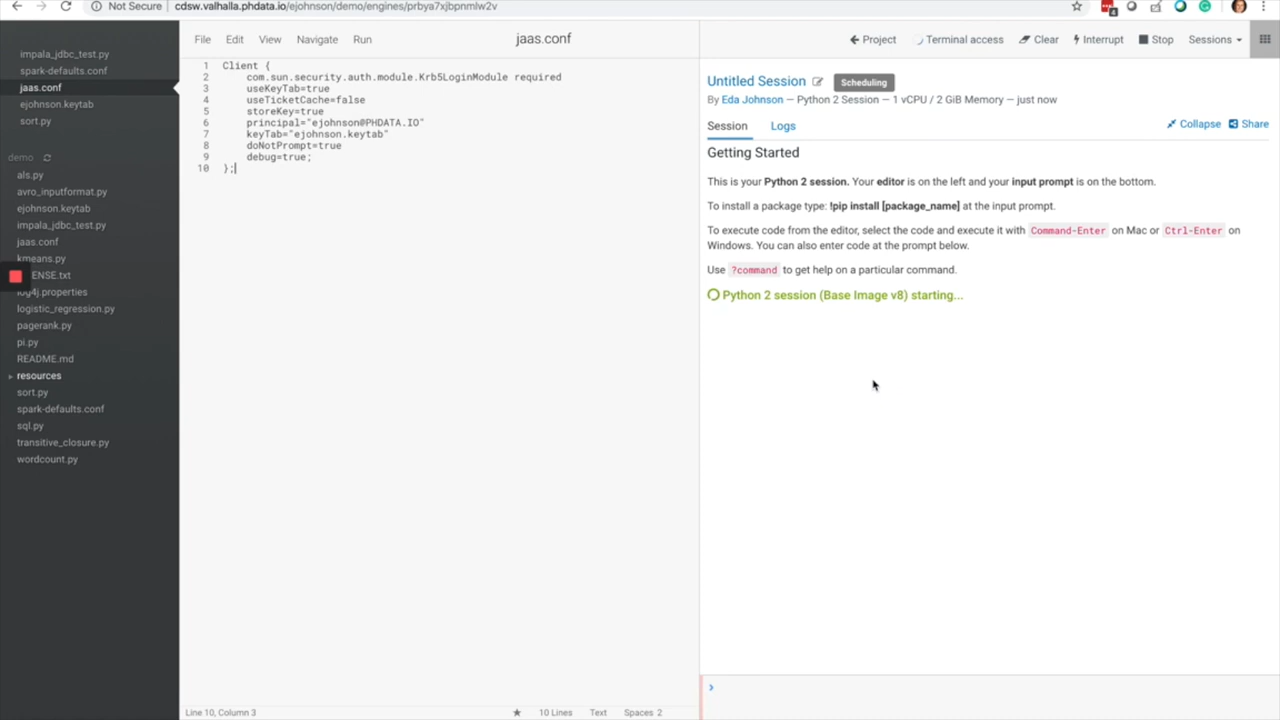 Not Secure | cdsw.valhalla.phdata.io/ejohnson/demo/engines/prbya7xjbpnmlw2v
4
impala_jdbc_test.py
spark-defaults.conf
jaas.conf
ejohnson.keytab
sort.py
demo
als.py
avro_inputformat.py
ejohnson.keytab
impala_jdbc_test.py
jaas.conf
kmeans.py
ENSE.txt
log4j.properties
logistic_regression.py
pagerank.py
pi.py
README.md
resources
sort.py
spark-defaults.conf
sql.py
transitive_closure.py
wordcount.py
File Edit View Navigate Run jaas.conf
1 Client {
2 com.sun.security.auth.module.Krb5LoginModule required
3 useKeyTab=true
4 useTicketCache=false
5 storeKey=true
6 principal="ejohnson@PHDATA.IO"
7 keyTab="ejohnson.keytab"
8 doNotPrompt=true
9 debug=true;
10 };
Line 10, Column 3 ★ 10 Lines Text Spaces 2
Project Terminal access Clear Interrupt Stop Sessions
Untitled Session Scheduling
By Eda Johnson — Python 2 Session — 1 vCPU / 2 GiB Memory — just now
Session Logs Collapse Share
Getting Started
This is your Python 2 session. Your editor is on the left and your input prompt is on the bottom.
To install a package type: !pip install [package_name] at the input prompt.
To execute code from the editor, select the code and execute it with Command-Enter on Mac or Ctrl-Enter on
Windows. You can also enter code at the prompt below.
Use ?command to get help on a particular command.
Python 2 session (Base Image v8) starting...